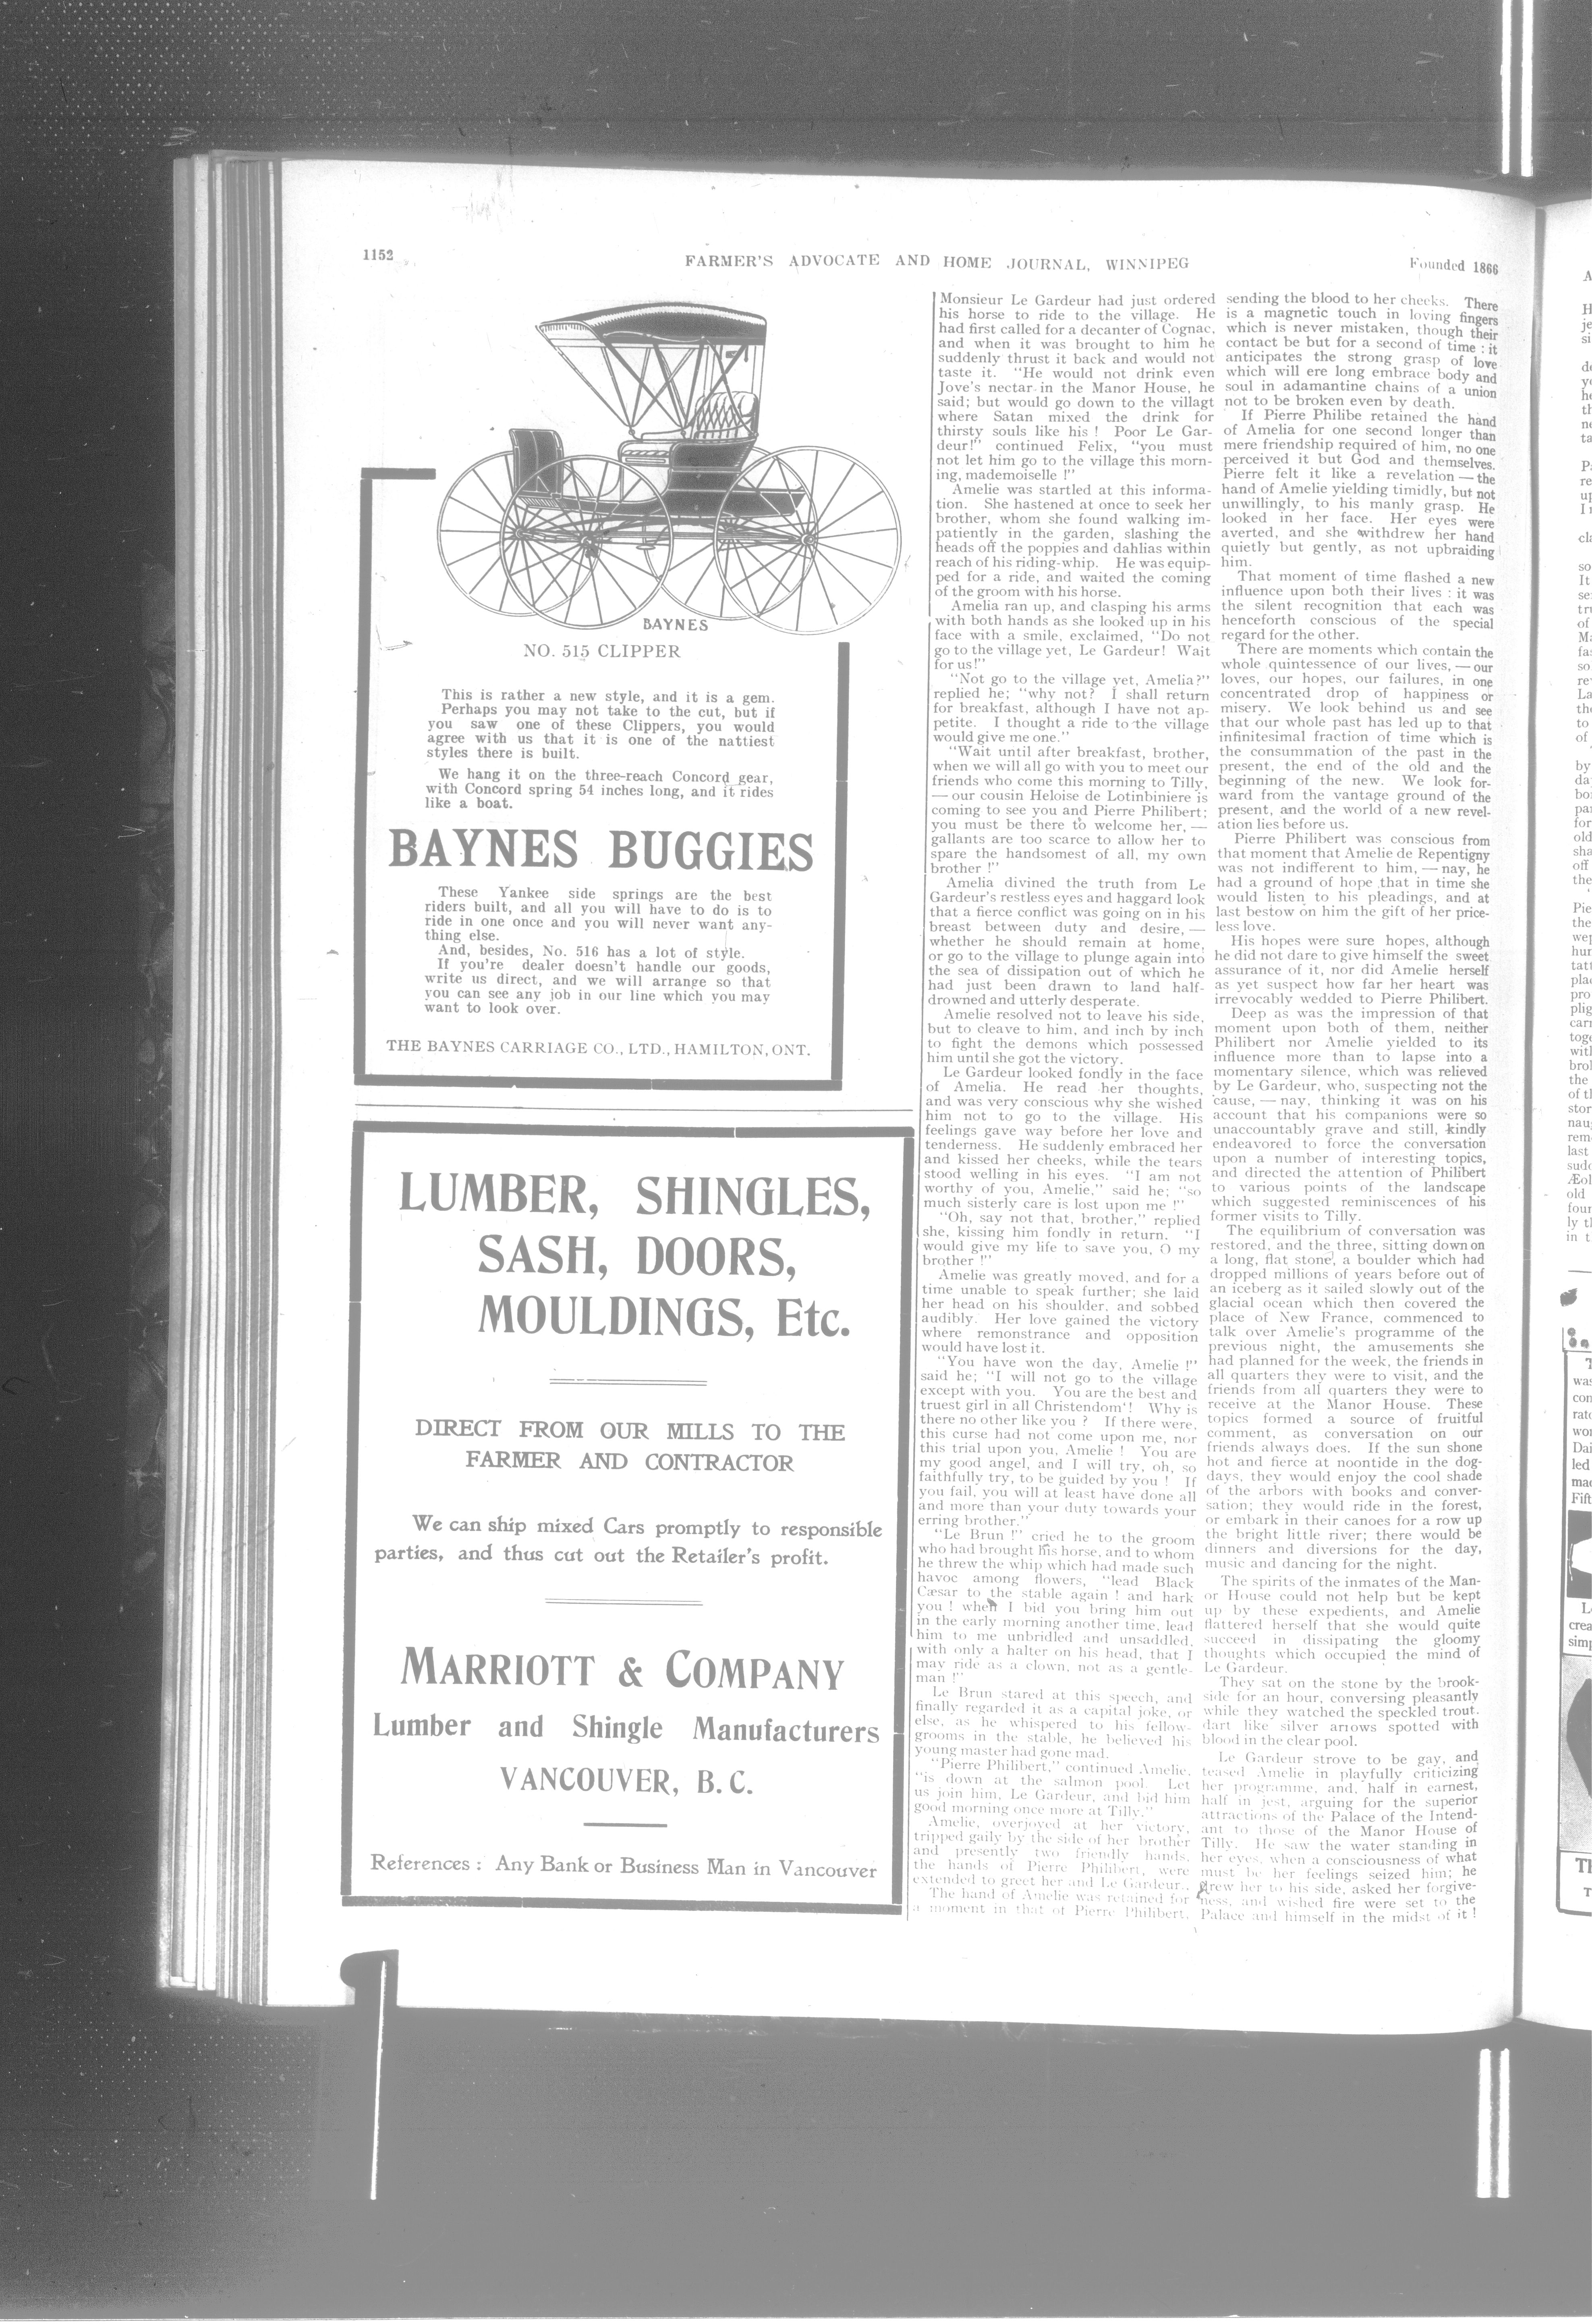 1152
FARMER'S ADVOCATE AND HOME JOURNAL, WINNIPEG
Founded 1866
BAYNES
NO. 515 CLIPPER
This is rather a new style, and it is a gem.
Perhaps you may not take to the cut, but if
you saw one of these Clippers, you would
agree with us that it is one of the nattiest
styles there is built.
We hang it on the three-reach Concord gear,
with Concord spring 54 inches long, and it rides
like a boat.
BAYNES BUGGIES
These Yankee side springs are the best
riders built, and all you will have to do is to
ride in one once and you will never want any-
thing else.
And, besides, No. 516 has a lot of style.
If you're dealer doesn't handle our goods,
write us direct, and we will arrange so that
you can see any job in our line which you may
want to look over.
THE BAYNES CARRIAGE CO., LTD., HAMILTON, ONT.
LUMBER, SHINGLES,
SASH, DOORS,
MOULDINGS, Etc.
DIRECT FROM OUR MILLS TO THE
FARMER AND CONTRACTOR
We can ship mixed Cars promptly to responsible
parties, and thus cut out the Retailer's profit.
MARRIOTT & COMPANY
Lumber and Shingle Manufacturers
VANCOUVER, B. C.
References : Any Bank or Business Man in Vancouver
Monsieur Le Gardeur had just ordered
his horse to ride to the village. He
had first called for a decanter of Cognac,
and when it was brought to him he
suddenly thrust it back and would not
taste it. "He would not drink even
Jove's nectar in the Manor House, he
said; but would go down to the villagt
where Satan mixed the drink for
thirsty souls like his ! Poor Le Gar-
deur!" continued Felix, "you must
not let him go to the village this morn-
ing, mademoiselle !"
Amelie was startled at this informa-
tion. She hastened at once to seek her
brother, whom she found walking im-
patiently in the garden, slashing the
heads off the poppies and dahlias within
reach of his riding-whip. He was equip-
ped for a ride, and waited the coming
of the groom with his horse.
Amelia ran up, and clasping his arms
with both hands as she looked up in his
face with a smile, exclaimed, "Do not
go to the village yet, Le Gardeur! Wait
for us!"
"Not go to the village yet, Amelia?"
replied he; "why not? I shall return
for breakfast, although I have not ap-
petite. I thought a ride to the village
would give me one."
"Wait until after breakfast, brother,
when we will all go with you to meet our
friends who come this morning to Tilly,
— our cousin Heloise de Lotinbiniere is
coming to see you and Pierre Philibert;
you must be there to welcome her, —
gallants are too scarce to allow her to
spare the handsomest of all, my own
brother !"
Amelia divined the truth from Le
Gardeur's restless eyes and haggard look
that a fierce conflict was going on in his
breast between duty and desire, —
whether he should remain at home,
or go to the village to plunge again into
the sea of dissipation out of which he
had just been drawn to land half-
drowned and utterly desperate.
Amelie resolved not to leave his side,
but to cleave to him, and inch by inch
to fight the demons which possessed
him until she got the victory.
Le Gardeur looked fondly in the face
of Amelia. He read her thoughts,
and was very conscious why she wished
him not to go to the village. His
feelings gave way before her love and
tenderness. He suddenly embraced her
and kissed her cheeks, while the tears
stood welling in his eyes. "I am not
worthy of you, Amelie," said he; "so
much sisterly care is lost upon me !"
"Oh, say not that, brother," replied
she, kissing him fondly in return. "I
would give my life to save you, O my
brother !"
Amelie was greatly moved, and for a
time unable to speak further; she laid
her head on his shoulder, and sobbed
audibly. Her love gained the victory
where remonstrance and opposition
would have lost it.
"You have won the day, Amelie !"
said he; "I will not go to the village
except with you. You are the best and
truest girl in all Christendom'! Why is
there no other like you ? If there were,
this curse had not come upon me, nor
this trial upon you, Amelie ! You are
my good angel, and I will try, oh, so
faithfully try, to be guided by you ! If
you fail, you will at least have done all
and more than your duty towards your
erring brother."
"Le Brun !" cried he to the groom
who had brought his horse, and to whom
he threw the whip which had made such
havoc among flowers, "lead Black
Cæsar to the stable again ! and hark
you ! when I bid you bring him out
in the early morning another time, lead
him to me unbridled and unsaddled,
with only a halter on his head, that I
may ride as a clown, not as a gentle-
man !"
Le Brun stared at this speech, and
finally regarded it as a capital joke, or
else, as he whispered to his fellow-
grooms in the stable, he believed his
young master had gone mad.
"Pierre Philibert," continued Amelie,
"is down at the salmon pool. Let
us join him, Le Gardeur, and bid him
good morning once more at Tilly."
Amelie, overjoyed at her victory,
tripped gaily by the side of her brother
and presently two friendly hands,
the hands of Pierre Philibert, were
extended to greet her and Le Gardeur.,
The hand of Amelie was retained for
a moment in that of Pierre Philibert,
sending the blood to her cheeks. There
is a magnetic touch in loving fingers
which is never mistaken, though their
contact be but for a second of time : it
anticipates the strong grasp of love
which will ere long embrace body and
soul in adamantine chains of a union
not to be broken even by death.
If Pierre Philibe retained the hand
of Amelia for one second longer than
mere friendship required of him, no one
perceived it but God and themselves.
Pierre felt it like a revelation — the
hand of Amelie yielding timidly, but not
unwillingly, to his manly grasp. He
looked in her face. Her eyes were
averted, and she withdrew her hand
quietly but gently, as not upbraiding
him.
That moment of time flashed a new
influence upon both their lives : it was
the silent recognition that each was
henceforth conscious of the special
regard for the other.
There are moments which contain the
whole quintessence of our lives, — our
loves, our hopes, our failures, in one
concentrated drop of happiness or
misery. We look behind us and see
that our whole past has led up to that
infinitesimal fraction of time which is
the consummation of the past in the
present, the end of the old and the
beginning of the new. We look for-
ward from the vantage ground of the
present, and the world of a new revel-
ation lies before us.
Pierre Philibert was conscious from
that moment that Amelie de Repentigny
was not indifferent to him, — nay, he
had a ground of hope that in time she
would listen to his pleadings, and at
last bestow on him the gift of her price-
less love.
His hopes were sure hopes, although
he did not dare to give himself the sweet
assurance of it, nor did Amelie herself
as yet suspect how far her heart was
irrevocably wedded to Pierre Philibert.
Deep as was the impression of that
moment upon both of them, neither
Philibert nor Amelie yielded to its
influence more than to lapse into a
momentary silence, which was relieved
by Le Gardeur, who, suspecting not the
cause, — nay, thinking it was on his
account that his companions were so
unaccountably grave and still, kindly
endeavored to force the conversation
upon a number of interesting topics,
and directed the attention of Philibert
to various points of the landscape
which suggested reminiscences of his
former visits to Tilly.
The equilibrium of conversation was
restored, and the three, sitting down on
a long, flat stone, a boulder which had
dropped millions of years before out of
an iceberg as it sailed slowly out of the
glacial ocean which then covered the
place of New France, commenced to
talk over Amelie's programme of the
previous night, the amusements she
had planned for the week, the friends in
all quarters they were to visit, and the
friends from all quarters they were to
receive at the Manor House. These
topics formed a source of fruitful
comment, as conversation on our
friends always does. If the sun shone
hot and fierce at noontide in the dog-
days, they would enjoy the cool shade
of the arbors with books and conver-
sation; they would ride in the forest,
or embark in their canoes for a row up
the bright little river; there would be
dinners and diversions for the day,
music and dancing for the night.
The spirits of the inmates of the Man-
or House could not help but be kept
up by these expedients, and Amelie
flattered herself that she would quite
succeed in dissipating the gloomy
thoughts which occupied the mind of
Le Gardeur.
They sat on the stone by the brook-
side for an hour, conversing pleasantly
while they watched the speckled trout.
dart like silver arrows spotted with
blood in the clear pool.
Le Gardeur strove to be gay, and
teased Amelie in playfully criticizing
her programme, and, half in earnest,
half in jest, arguing for the superior
attractions of the Palace of the Intend-
ant to those of the Manor House of
Tilly. He saw the water standing in
her eyes, when a consciousness of what
must be her feelings seized him; he
drew her to his side, asked her forgive-
ness, and wished fire were set to the
Palace and himself in the midst of it !